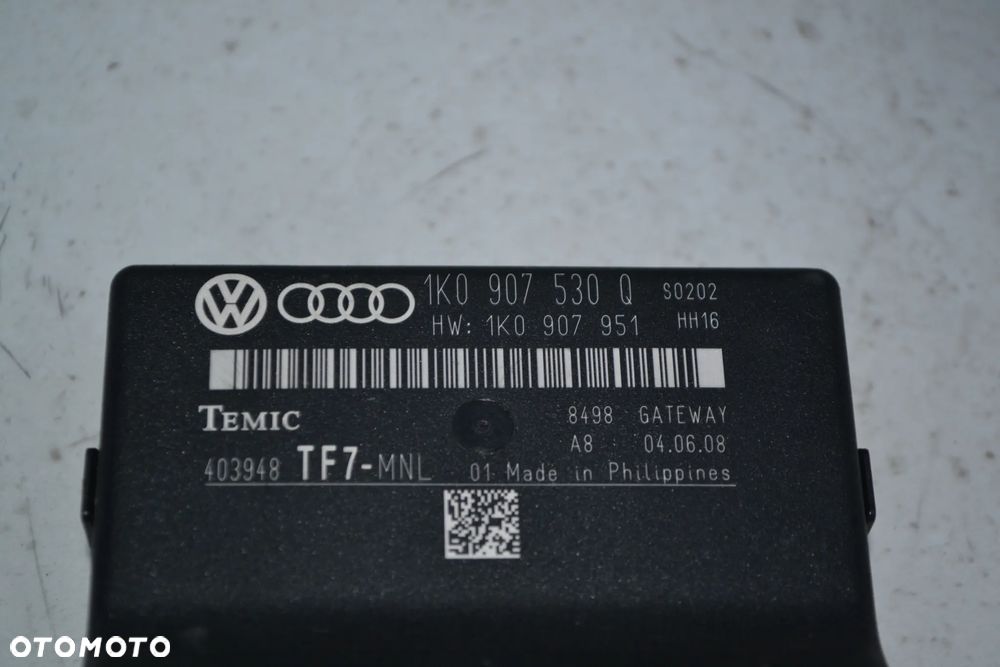 1K0 907 530 Q S0202
HW: 1K0 907 951 HH16
TEMIC 8498 GATEWAY
A8 04.06.08
403948 TF7-MNL 01 Made in Philippines
OTOMOTO